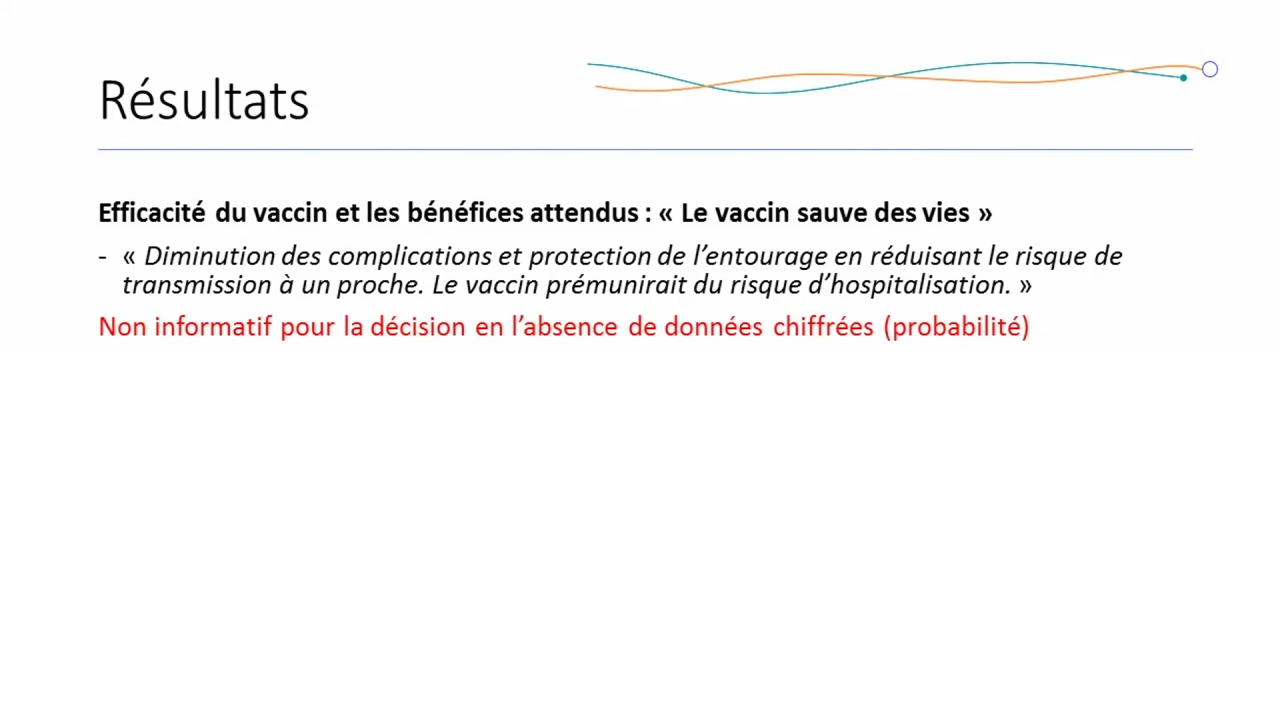 Résultats
Efficacité du vaccin et les bénéfices attendus : « Le vaccin sauve des vies »
- « Diminution des complications et protection de l’entourage en réduisant le risque de
transmission à un proche. Le vaccin prémunirait du risque d’hospitalisation. »
Non informatif pour la décision en l’absence de données chiffrées (probabilité)